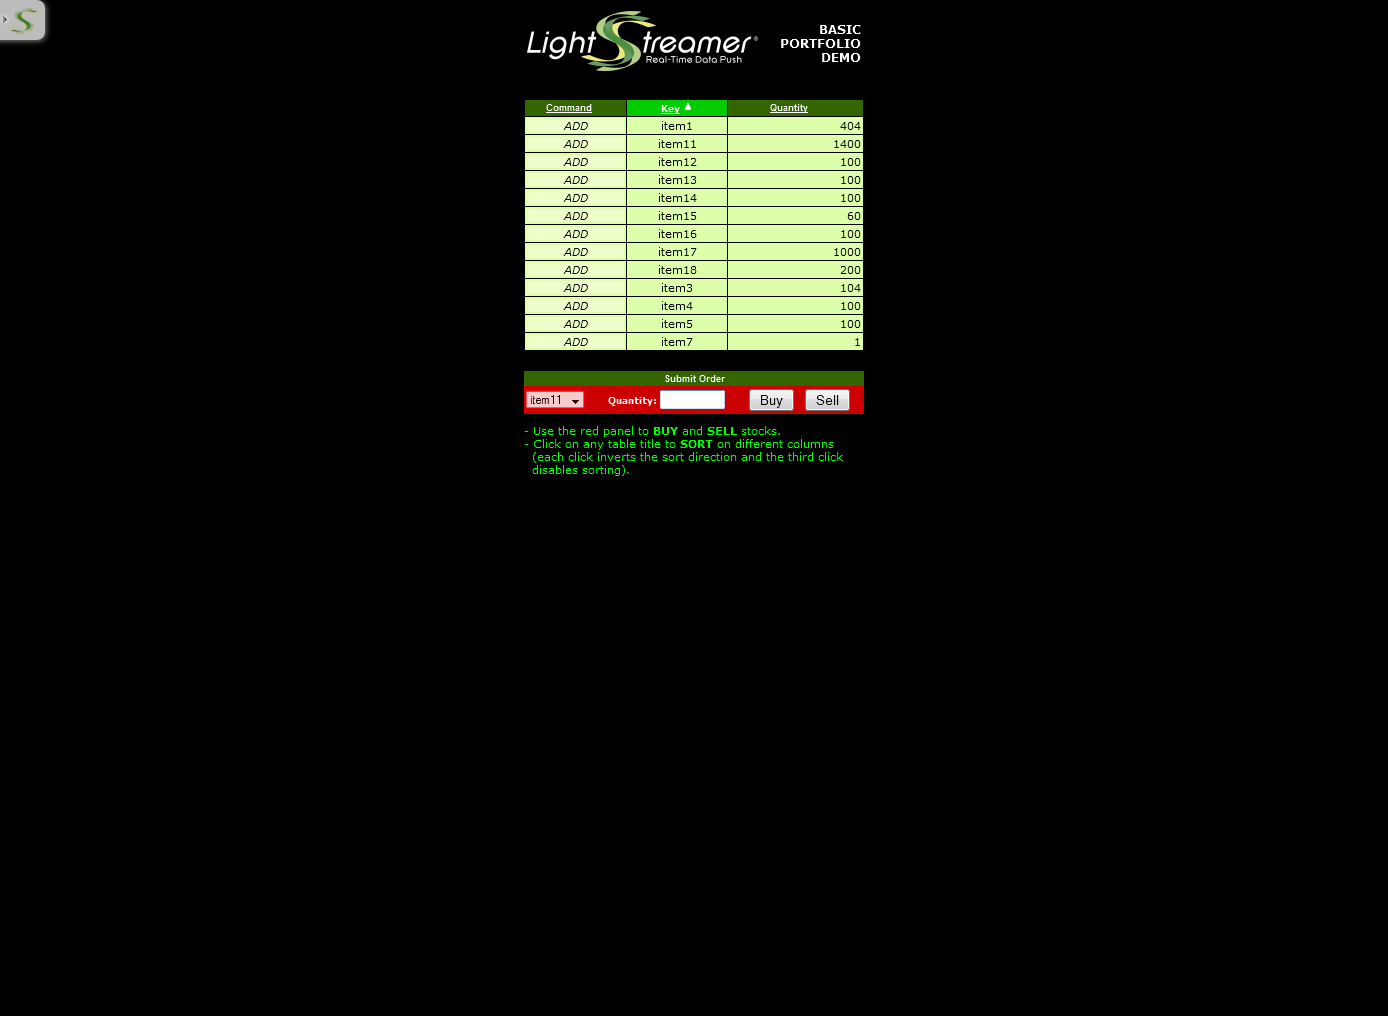 LightStreamer®
Real-Time Data Push
BASIC
PORTFOLIO
DEMO
Command Key Quantity
ADD item1 404
ADD item11 1400
ADD item12 100
ADD item13 100
ADD item14 100
ADD item15 60
ADD item16 100
ADD item17 1000
ADD item18 200
ADD item3 104
ADD item4 100
ADD item5 100
ADD item7 1
Submit Order
item11 Quantity: Buy Sell
- Use the red panel to BUY and SELL stocks.
- Click on any table title to SORT on different columns
(each click inverts the sort direction and the third click
disables sorting).